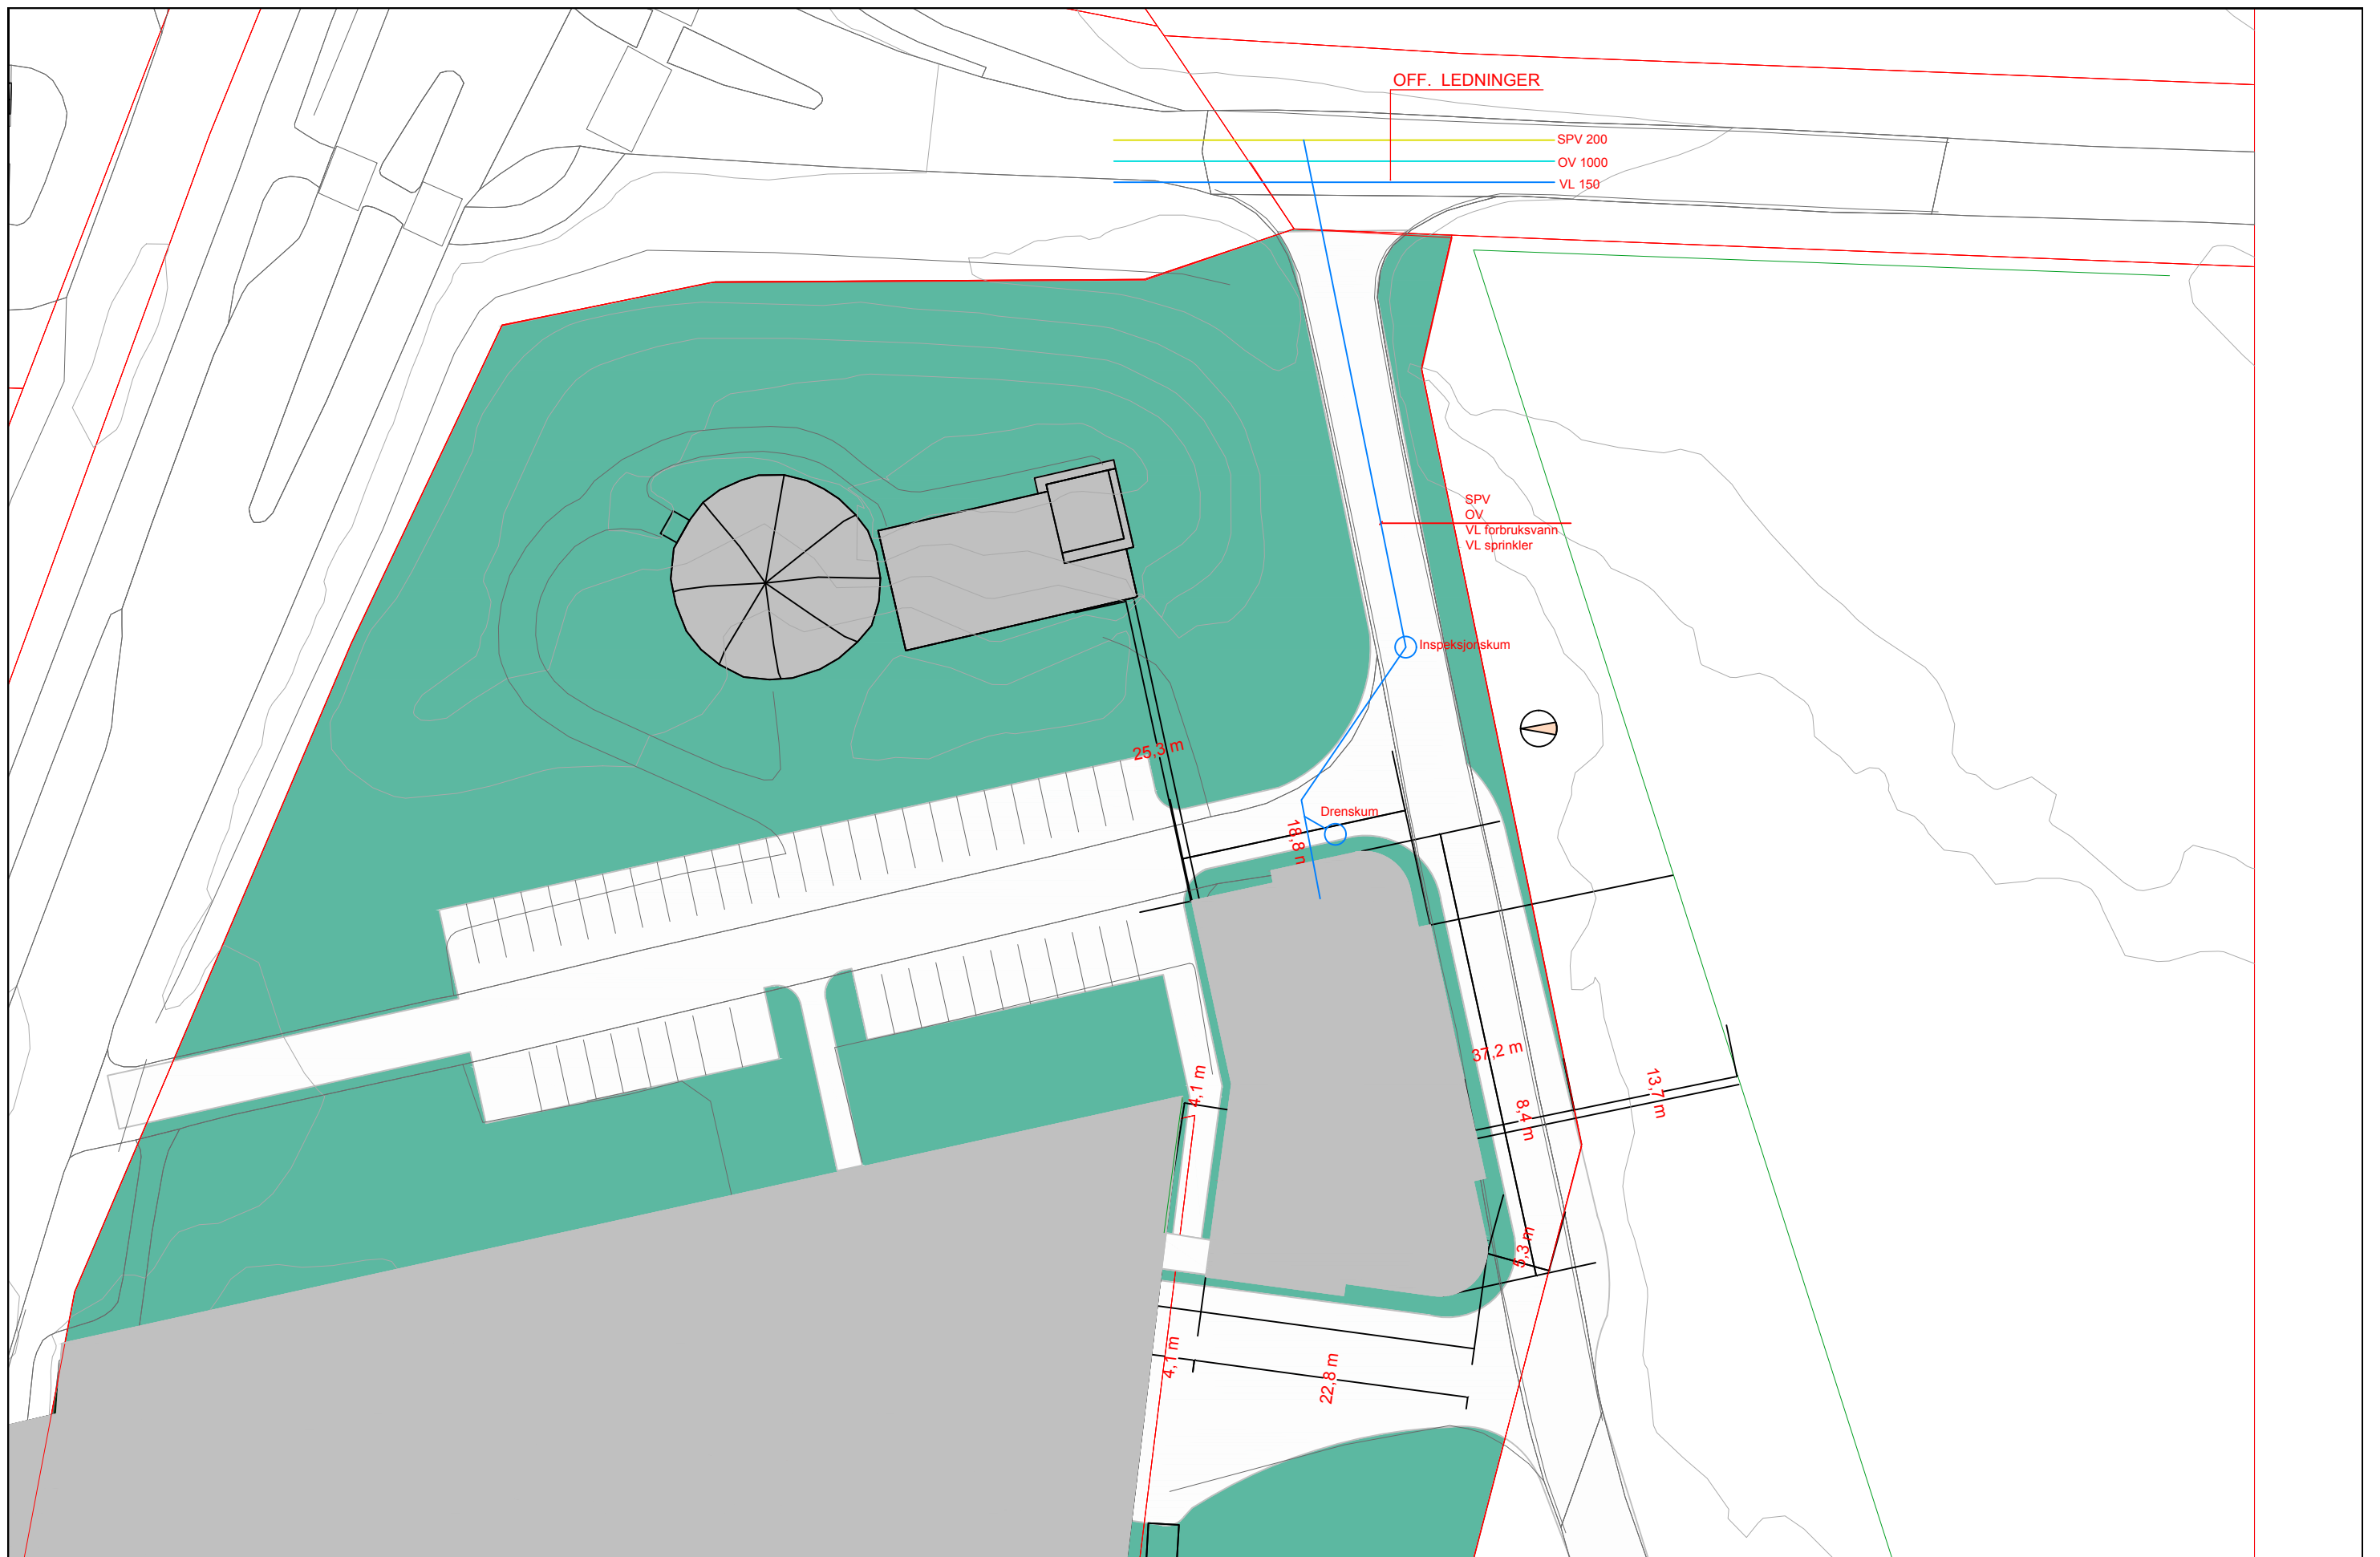 OFF. LEDNINGER
SPV 200
OV 1000
VL 150
SPV
OV
VL forbruksvann
VL sprinkler
Inspeksjonskum
25,3 m
Drenskum
18,8 m
37,2 m
4,1 m
8,4 m
13,7 m
5,3 m
4,1 m
22,8 m